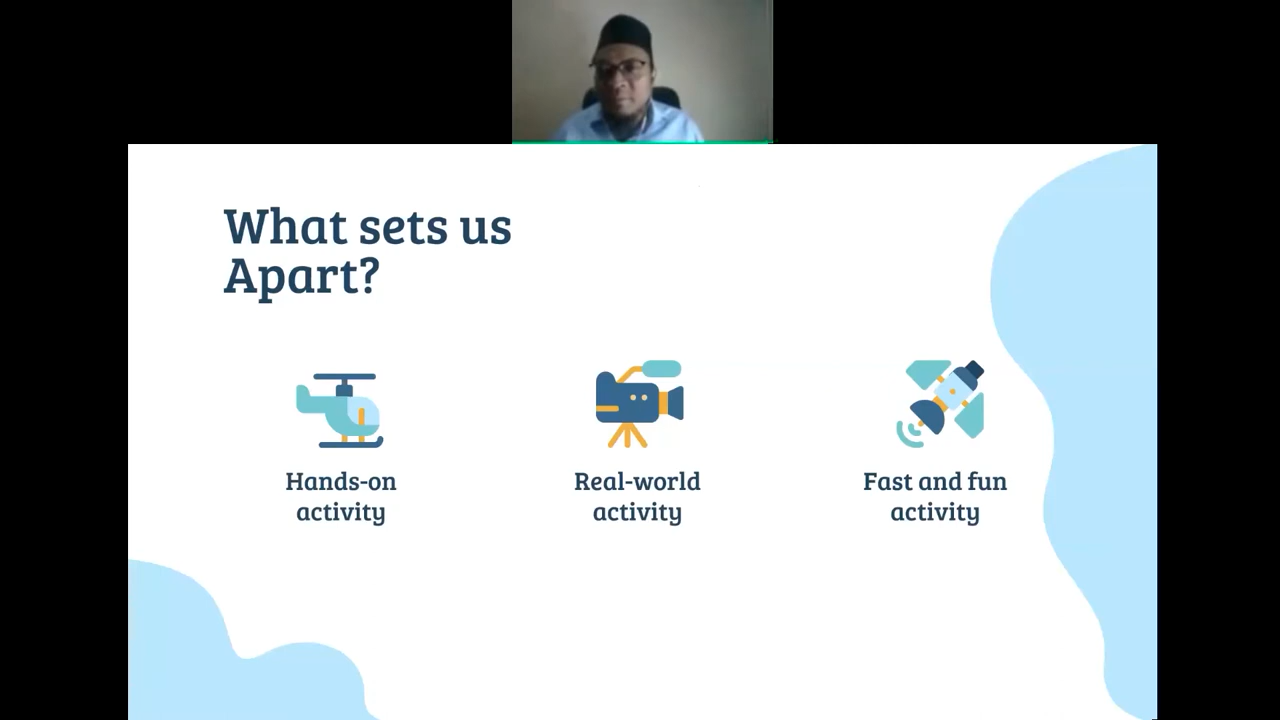 What sets us
Apart?
Hands-on
activity
Real-world
activity
Fast and fun
activity